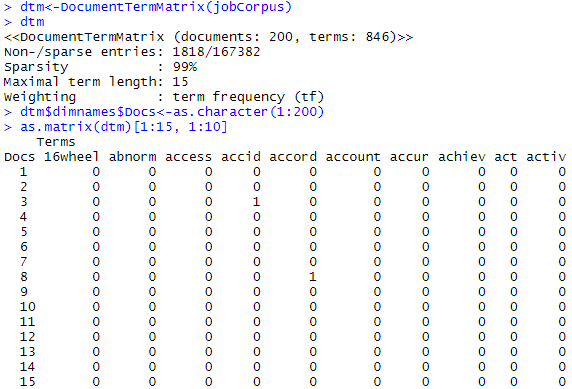 > dtm<-DocumentTermMatrix(jobCorpus)
> dtm
<<DocumentTermMatrix (documents: 200, terms: 846)>>
Non-/sparse entries: 1818/167382
Sparsity           : 99%
Maximal term length: 15
Weighting          : term frequency (tf)
> dtm$dimnames$Docs<-as.character(1:200)
> as.matrix(dtm)[1:15, 1:10]
    Terms
Docs 16wheel abnorm access accid accord account accur achiev act activ
  1        0      0      0     0      0       0     0      0   0     0
  2        0      0      0     0      0       0     0      0   0     0
  3        0      0      0     1      0       0     0      0   0     0
  4        0      0      0     0      0       0     0      0   0     0
  5        0      0      0     0      0       0     0      0   0     0
  6        0      0      0     0      0       0     0      0   0     0
  7        0      0      0     0      0       0     0      0   0     0
  8        0      0      0     0      1       0     0      0   0     0
  9        0      0      0     0      0       0     0      0   0     0
  10       0      0      0     0      0       0     0      0   0     0
  11       0      0      0     0      0       0     0      0   0     0
  12       0      0      0     0      0       0     0      0   0     0
  13       0      0      0     0      0       0     0      0   0     0
  14       0      0      0     0      0       0     0      0   0     0
  15       0      0      0     0      0       0     0      0   0     0